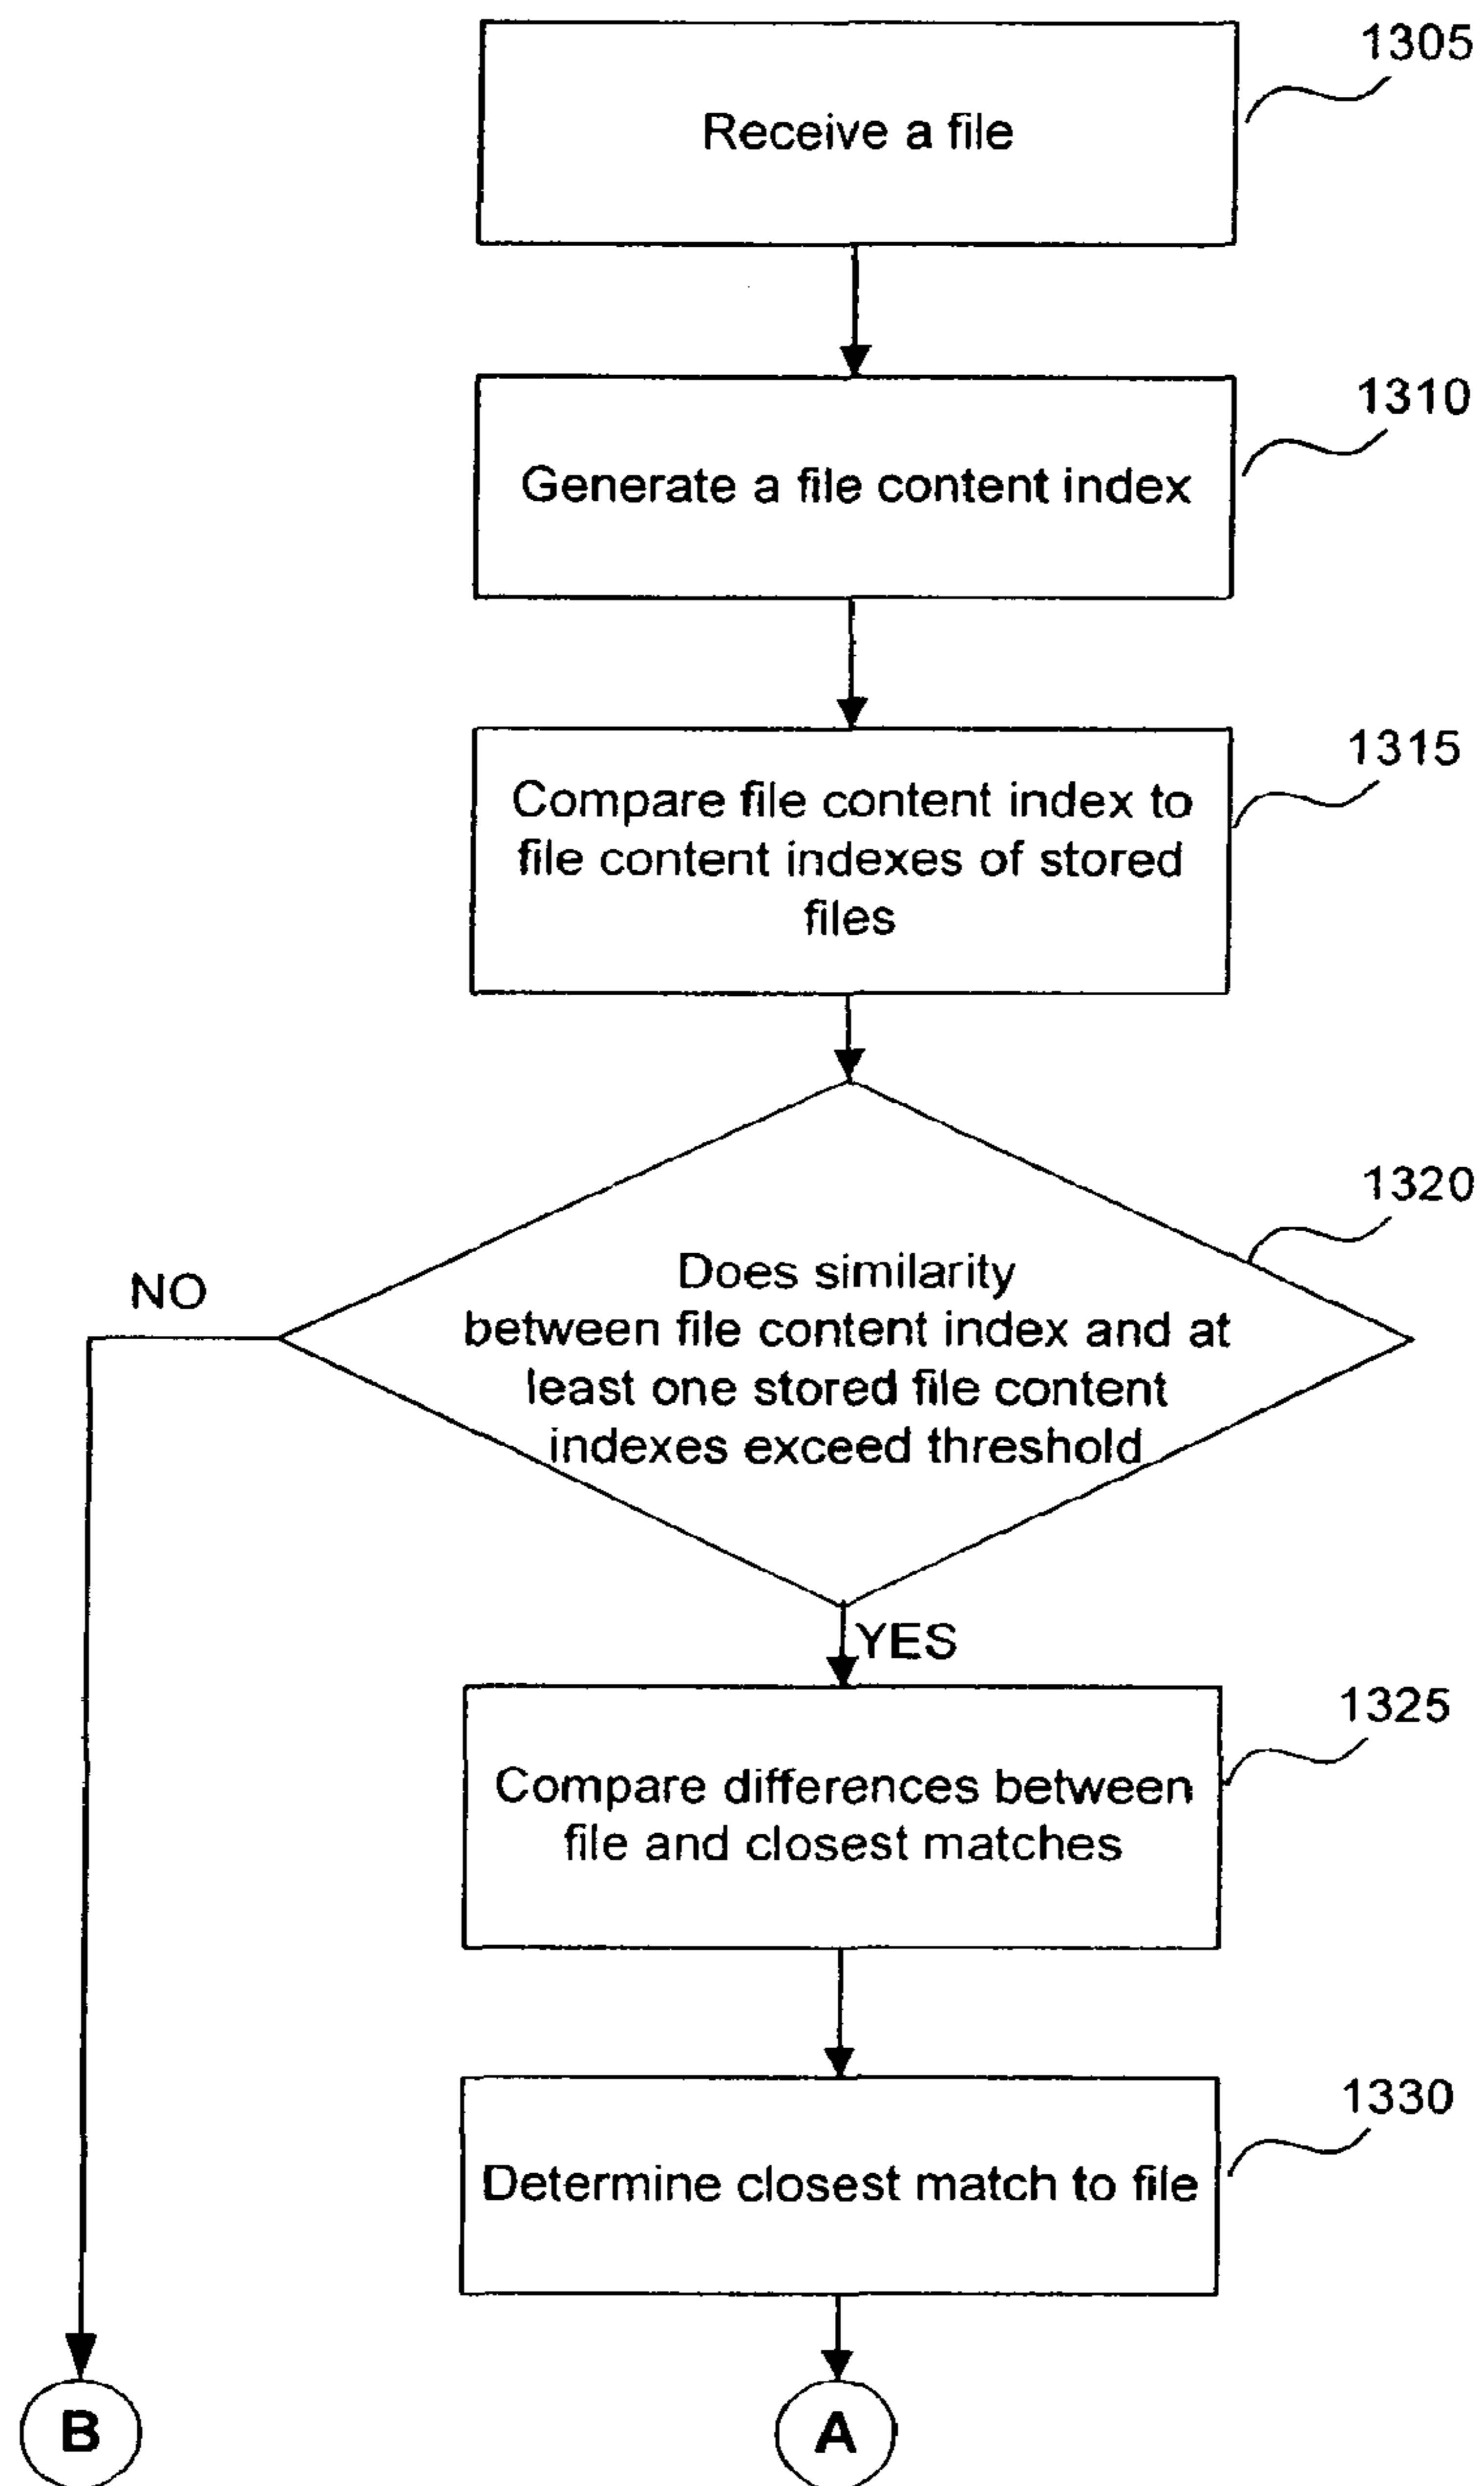 1305
Receive a file
1310
Generate a file content index
1315
Compare file content index to
file content indexes of stored
files
1320
NO
Does similarity
between file content index and at
least one stored file content
indexes exceed threshold
YES
1325
Compare differences between
file and closest matches
1330
Determine closest match to file
B
A